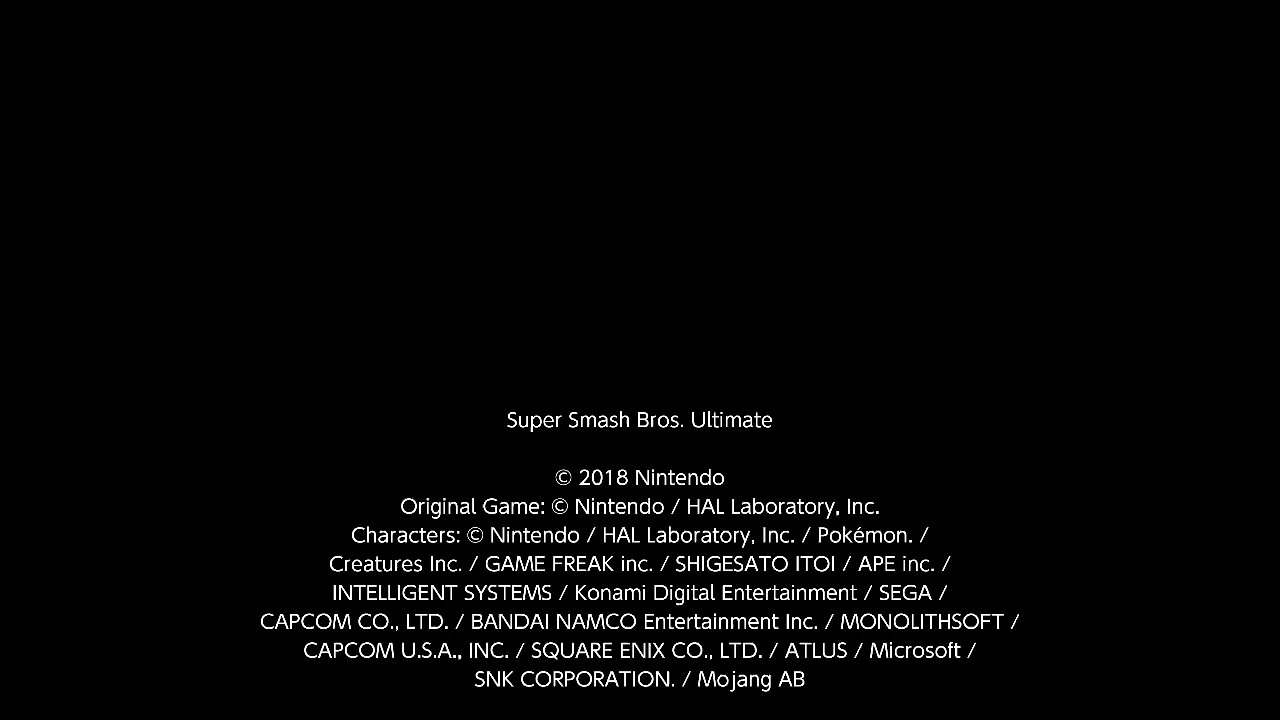 Super Smash Bros. Ultimate
© 2018 Nintendo
Original Game: © Nintendo / HAL Laboratory, Inc.
Characters: © Nintendo / HAL Laboratory, Inc. / Pokémon. /
Creatures Inc. / GAME FREAK inc. / SHIGESATO ITOI / APE inc. /
INTELLIGENT SYSTEMS / Konami Digital Entertainment / SEGA /
CAPCOM CO., LTD. / BANDAI NAMCO Entertainment Inc. / MONOLITHSOFT /
CAPCOM U.S.A., INC. / SQUARE ENIX CO., LTD. / ATLUS / Microsoft /
SNK CORPORATION. / Mojang AB